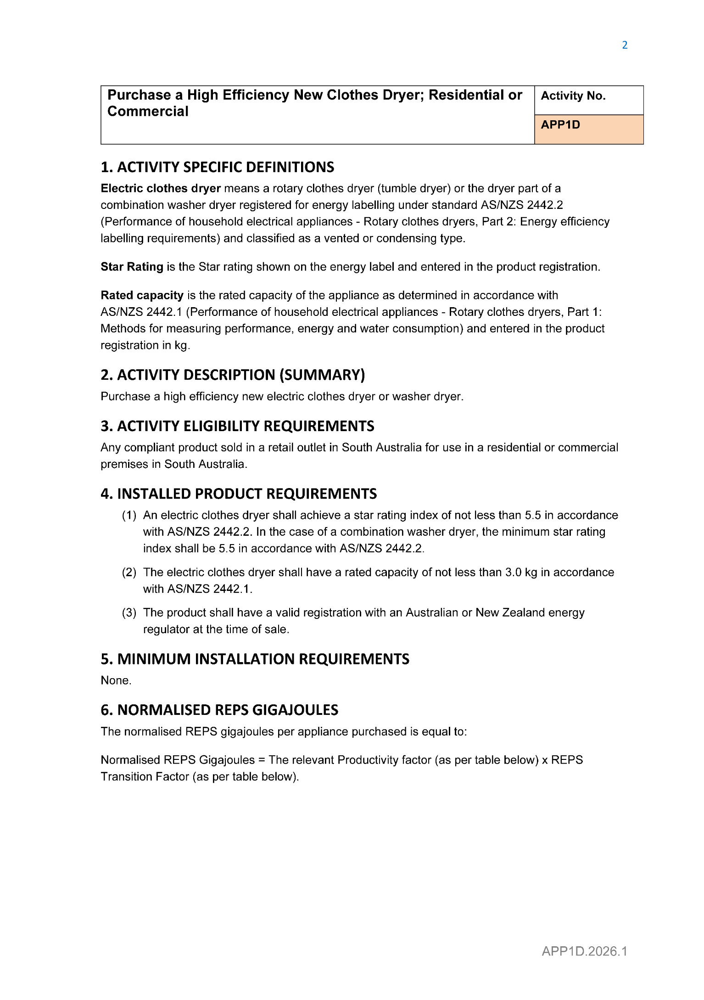 2
Purchase a High Efficiency New Clothes Dryer; Residential or
Commercial
Activity No.
APP1D
1. ACTIVITY SPECIFIC DEFINITIONS
Electric clothes dryer means a rotary clothes dryer (tumble dryer) or the dryer part of a
combination washer dryer registered for energy labelling under standard AS/NZS 2442.2
(Performance of household electrical appliances - Rotary clothes dryers, Part 2: Energy efficiency
labelling requirements) and classified as a vented or condensing type.
Star Rating is the Star rating shown on the energy label and entered in the product registration.
Rated capacity is the rated capacity of the appliance as determined in accordance with
AS/NZS 2442.1 (Performance of household electrical appliances - Rotary clothes dryers, Part 1:
Methods for measuring performance, energy and water consumption) and entered in the product
registration in kg.
2. ACTIVITY DESCRIPTION (SUMMARY)
Purchase a high efficiency new electric clothes dryer or washer dryer.
3. ACTIVITY ELIGIBILITY REQUIREMENTS
Any compliant product sold in a retail outlet in South Australia for use in a residential or commercial
premises in South Australia.
4. INSTALLED PRODUCT REQUIREMENTS
(1) An electric clothes dryer shall achieve a star rating index of not less than 5.5 in accordance
with AS/NZS 2442.2. In the case of a combination washer dryer, the minimum star rating
index shall be 5.5 in accordance with AS/NZS 2442.2.
(2) The electric clothes dryer shall have a rated capacity of not less than 3.0 kg in accordance
with AS/NZS 2442.1.
(3) The product shall have a valid registration with an Australian or New Zealand energy
regulator at the time of sale.
5. MINIMUM INSTALLATION REQUIREMENTS
None.
6. NORMALISED REPS GIGAJOULES
The normalised REPS gigajoules per appliance purchased is equal to:
Normalised REPS Gigajoules = The relevant Productivity factor (as per table below) x REPS
Transition Factor (as per table below).
APP1D.2026.1